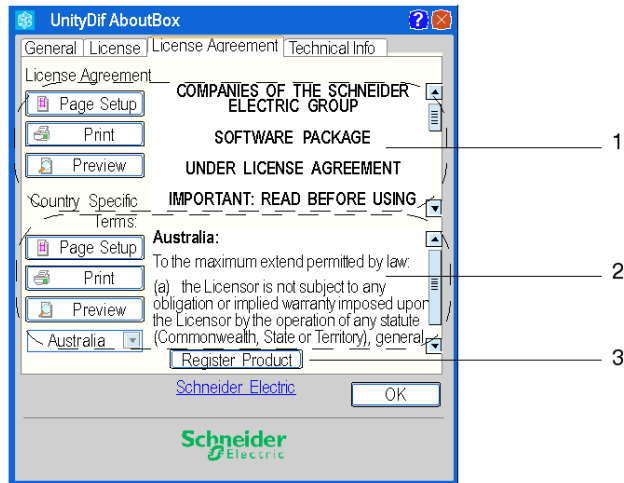 UnityDif AboutBox
General License License Agreement Technical Info
License Agreement
COMPANIES OF THE SCHNEIDER
ELECTRIC GROUP
SOFTWARE PACKAGE
UNDER LICENSE AGREEMENT
IMPORTANT: READ BEFORE USING
Page Setup
Print
Preview
1
Country Specific
Terms:
Page Setup
Print
Preview
Australia
Australia:
To the maximum extend permitted by law:
(a) the Licensor is not subject to any
obligation or implied warranty imposed upon
the Licensor by the operation of any statute
(Commonwealth, State or Territory), general
2
Register Product
3
Schneider Electric
OK
Schneider
Electric